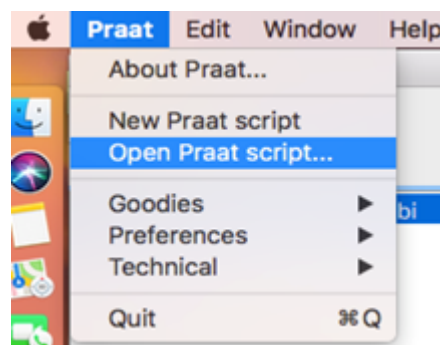 Praat Edit Window Help
About Praat...
New Praat script
Open Praat script...
bi
Goodies
Preferences
Technical
Quit ⌘Q